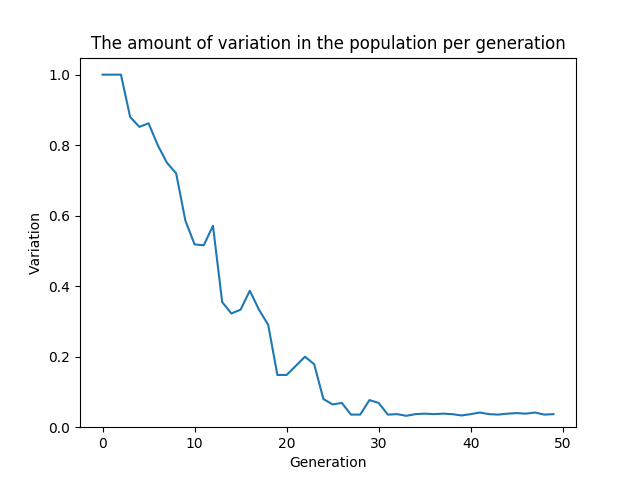 The amount of variation in the population per generation
1.0
0.8
0.6
0.4
0.2
0.0
Variation
0 10 20 30 40 50
Generation